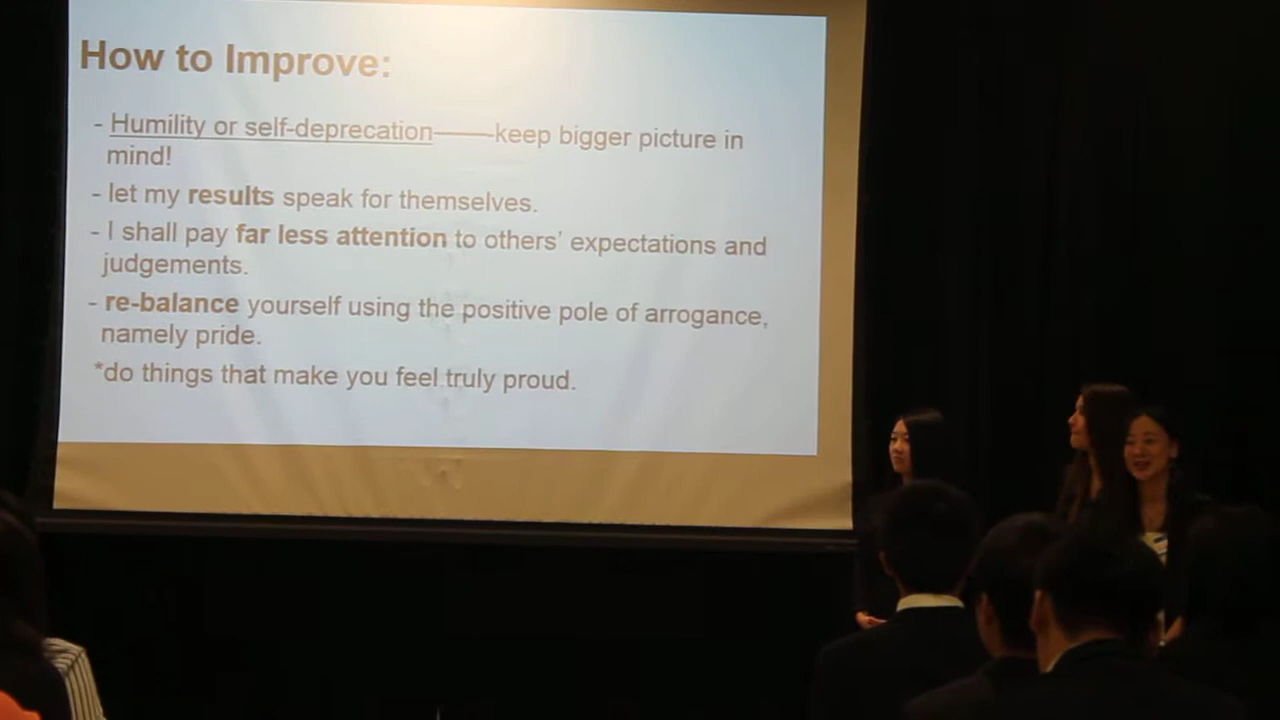 How to Improve:
- Humility or self-deprecation——keep bigger picture in
mind!
- let my results speak for themselves.
- I shall pay far less attention to others' expectations and
judgements.
- re-balance yourself using the positive pole of arrogance,
namely pride.
*do things that make you feel truly proud.